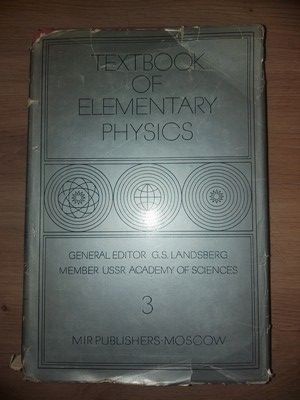 TEXTBOOK
OF
ELEMENTARY
PHYSICS
GENERAL EDITOR G.S. LANDSBERG
MEMBER USSR ACADEMY OF SCIENCES
3
MIR PUBLISHERS·MOSCOW